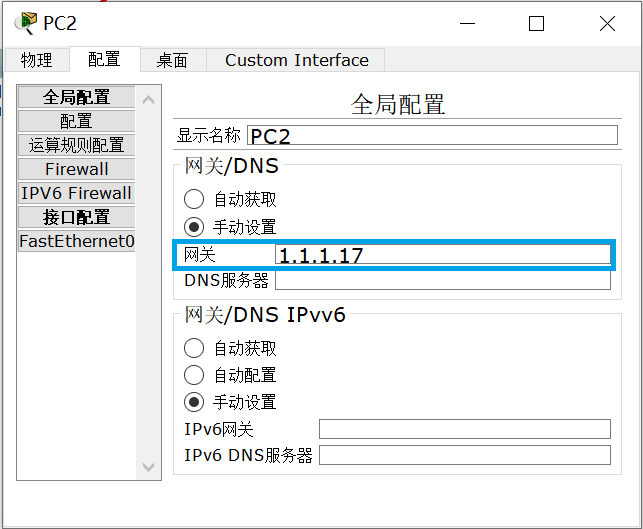 PC2
物理 配置 桌面 Custom Interface
全局配置
配置
运算规则配置
Firewall
IPV6 Firewall
接口配置
FastEthernet0
全局配置
显示名称 PC2
网关/DNS
自动获取
手动设置
网关 1.1.1.17
DNS服务器
网关/DNS IPvv6
自动获取
自动配置
手动设置
IPv6网关
IPv6 DNS服务器